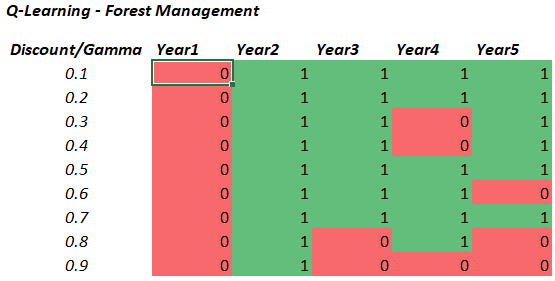 Q-Learning - Forest Management
Discount/Gamma Year1 Year2 Year3 Year4 Year5
0.1 0 1 1 1 1
0.2 0 1 1 1 1
0.3 0 1 1 0 1
0.4 0 1 1 0 1
0.5 0 1 1 1 1
0.6 0 1 1 1 0
0.7 0 1 1 1 1
0.8 0 1 0 1 0
0.9 0 1 0 0 0